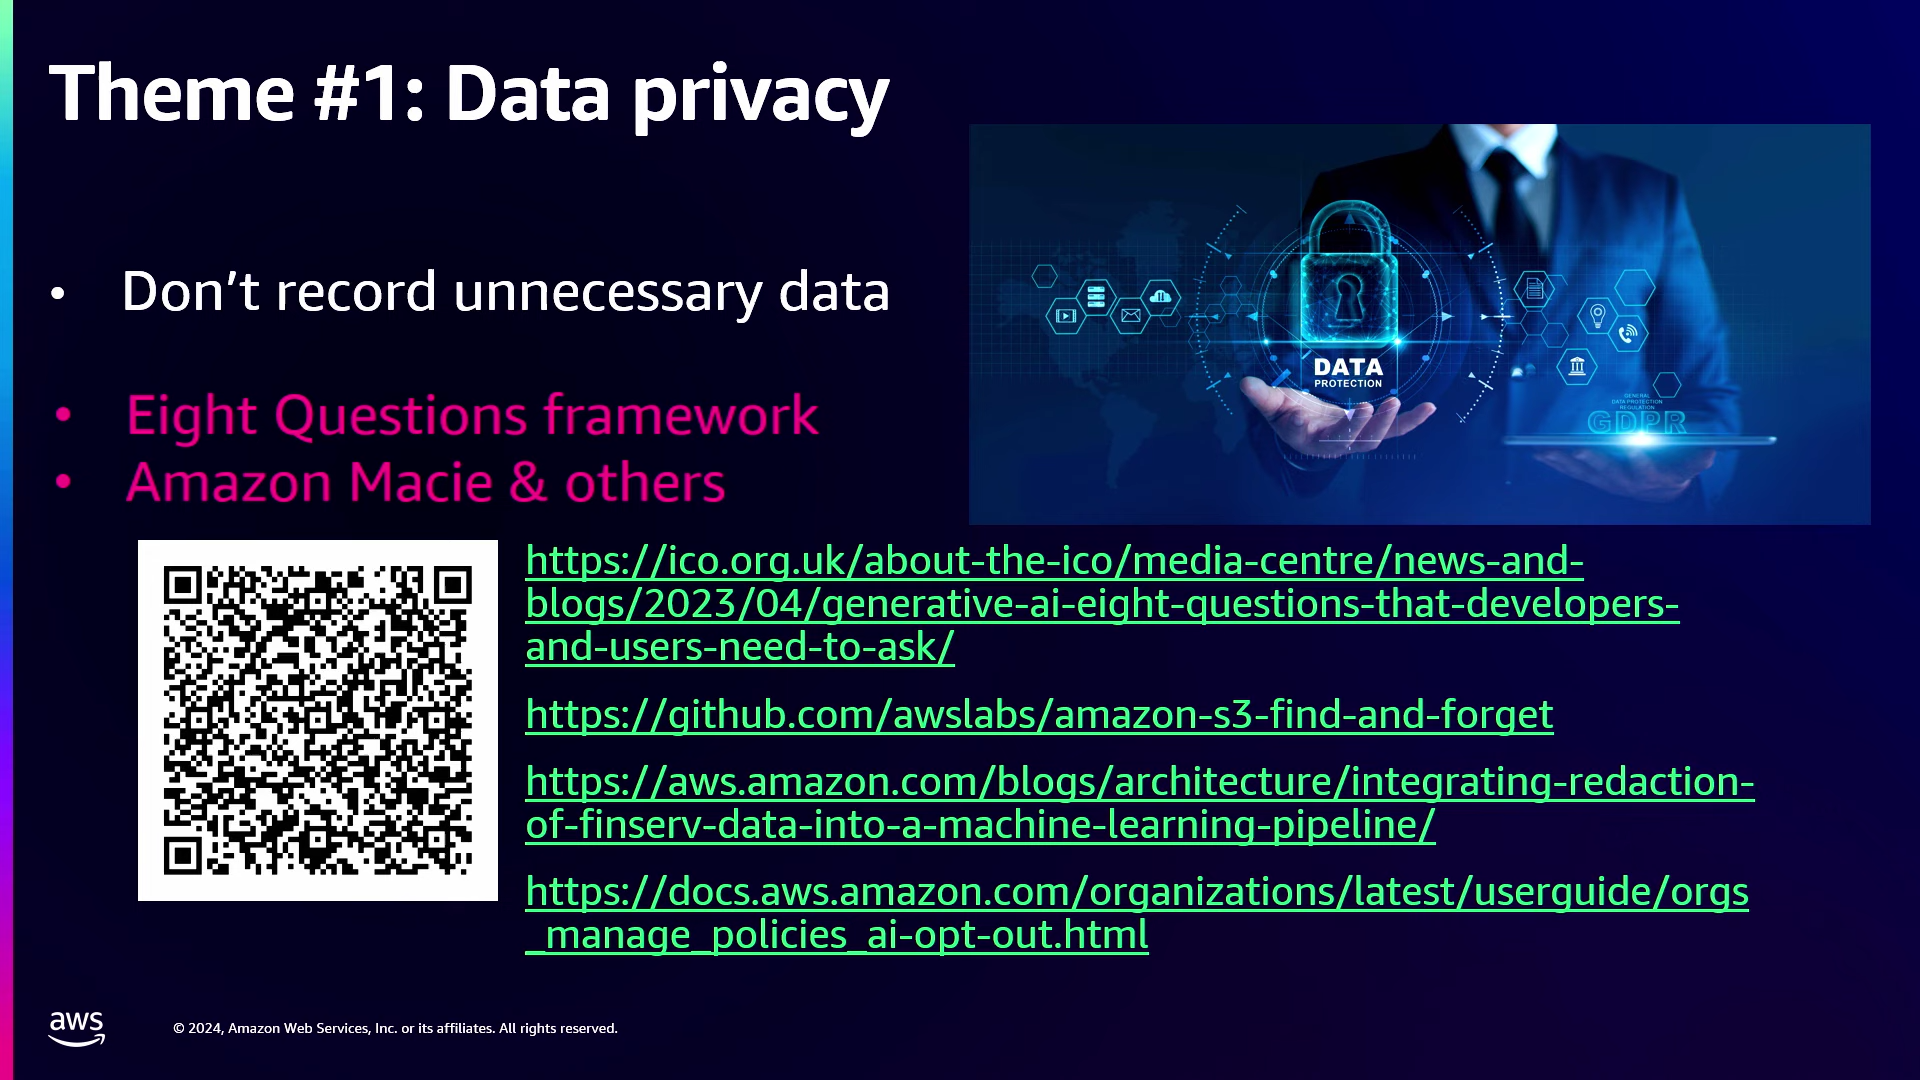 Theme #1: Data privacy
• Don’t record unnecessary data
• Eight Questions framework
• Amazon Macie & others
DATA
PROTECTION
GENERAL
DATA PROTECTION
REGULATION
GDPR
https://ico.org.uk/about-the-ico/media-centre/news-and-
blogs/2023/04/generative-ai-eight-questions-that-developers-
and-users-need-to-ask/
https://github.com/awslabs/amazon-s3-find-and-forget
https://aws.amazon.com/blogs/architecture/integrating-redaction-
of-finserv-data-into-a-machine-learning-pipeline/
https://docs.aws.amazon.com/organizations/latest/userguide/orgs
_manage_policies_ai-opt-out.html
aws
© 2024, Amazon Web Services, Inc. or its affiliates. All rights reserved.